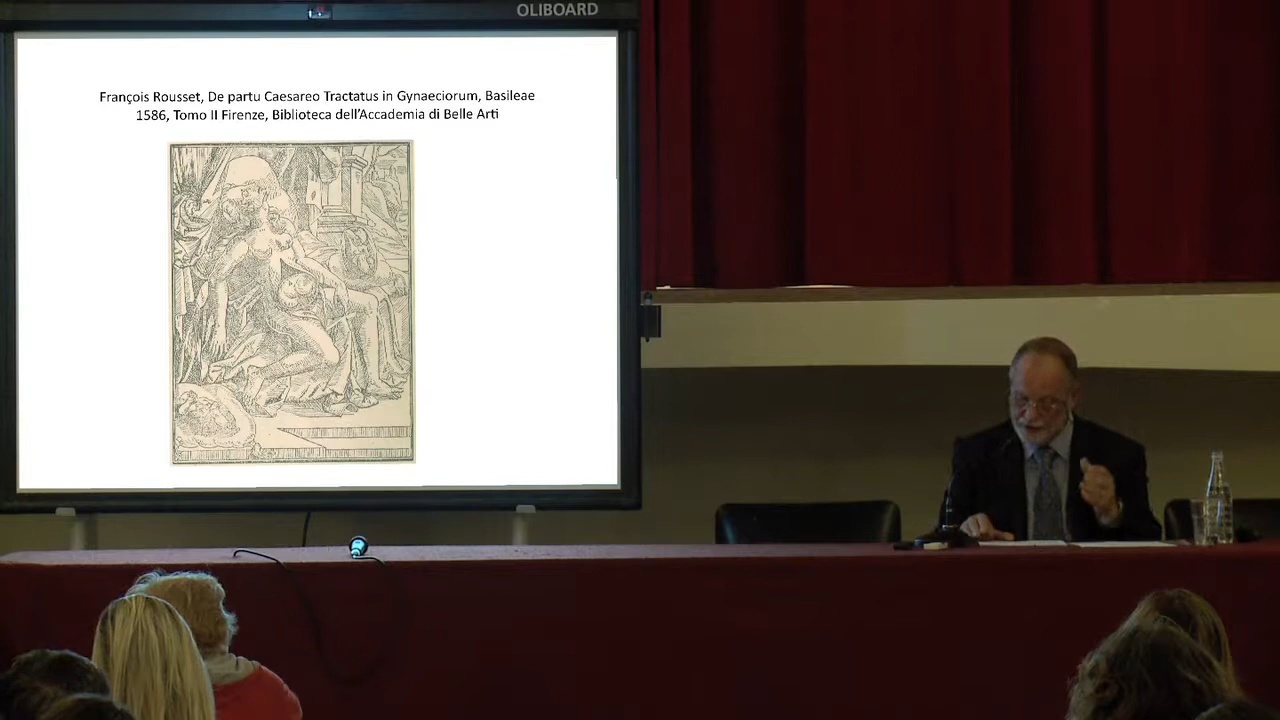 OLIBOARD
François Rousset, De partu Caesareo Tractatus in Gynaeciorum, Basileae
1586, Tomo II Firenze, Biblioteca dell'Accademia di Belle Arti